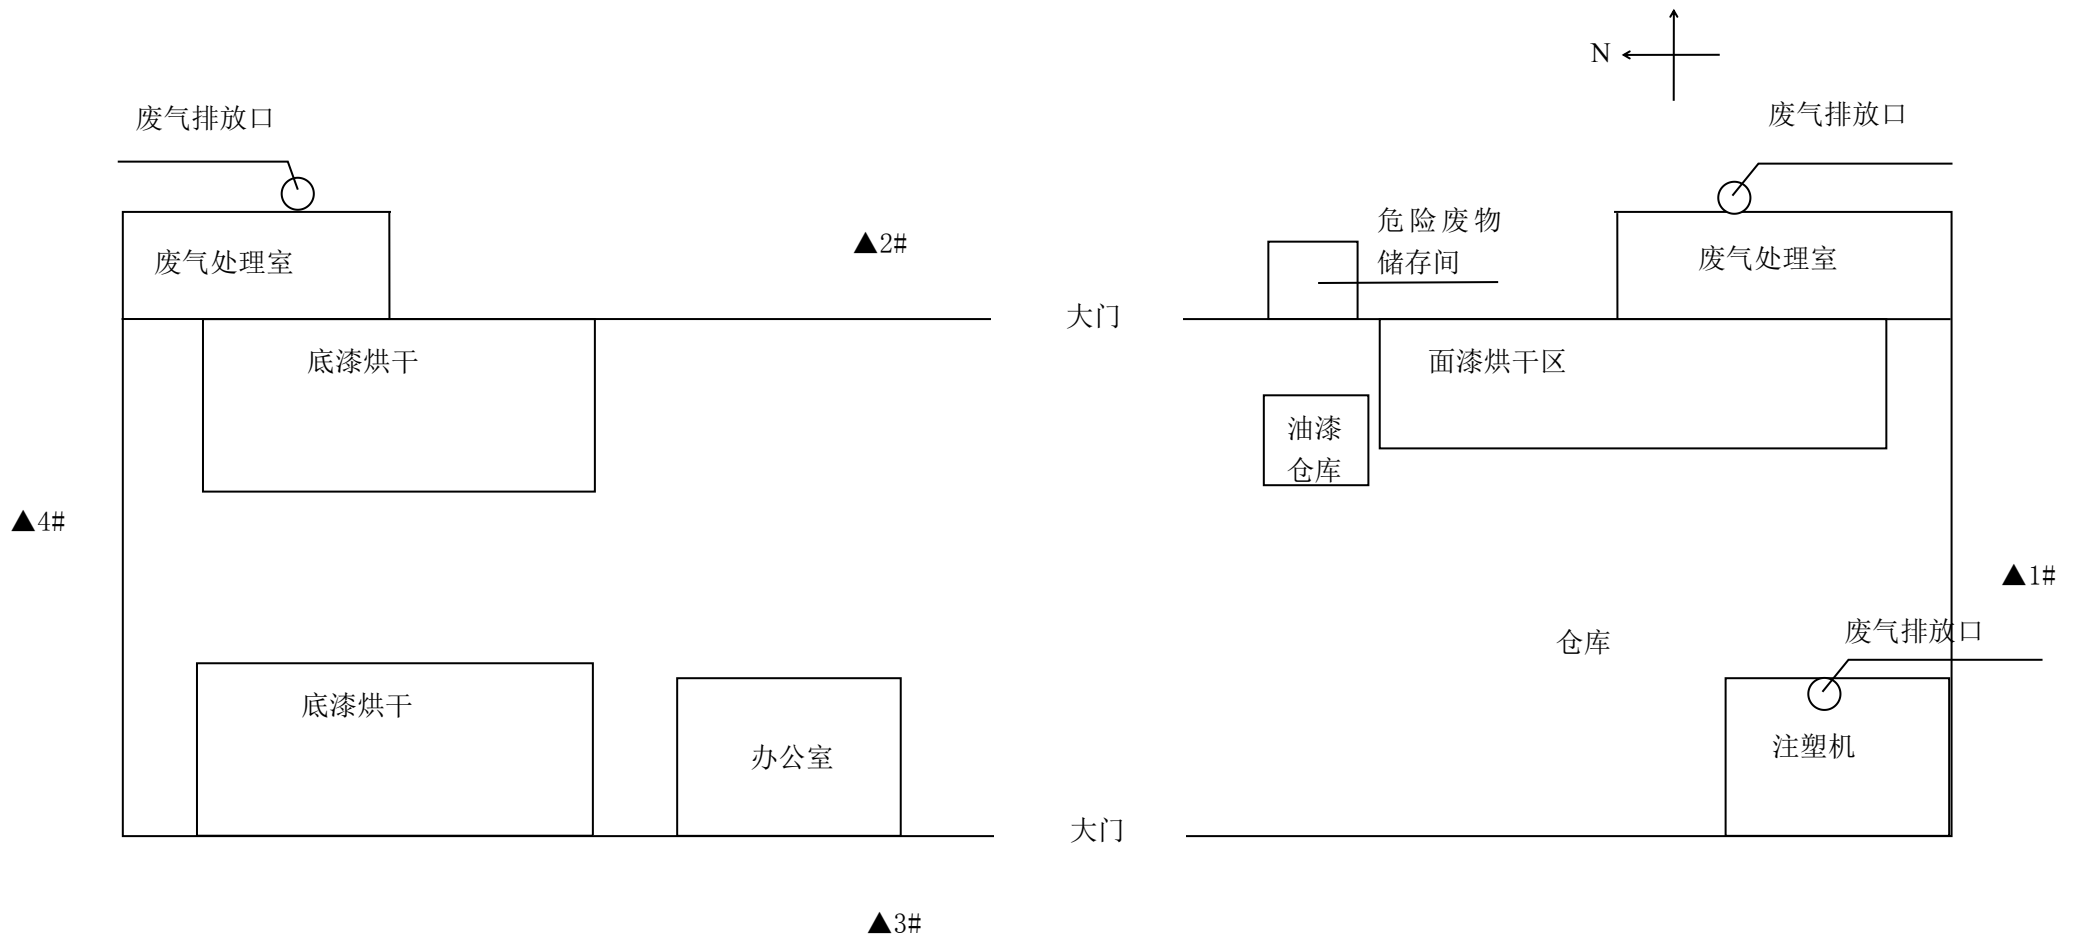 N
废气排放口
废气排放口
危险废物
储存间
▲2#
废气处理室
废气处理室
大门
底漆烘干
面漆烘干区
油漆
仓库
▲4#
▲1#
废气排放口
仓库
底漆烘干
办公室
注塑机
大门
▲3#